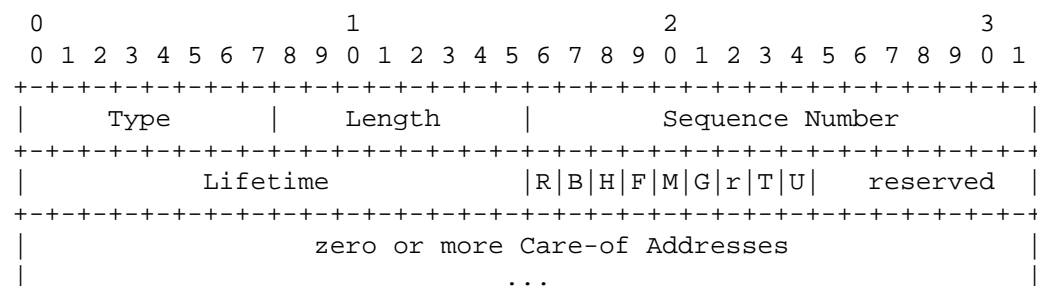 0                   1                   2                   3
 0 1 2 3 4 5 6 7 8 9 0 1 2 3 4 5 6 7 8 9 0 1 2 3 4 5 6 7 8 9 0 1
+-+-+-+-+-+-+-+-+-+-+-+-+-+-+-+-+-+-+-+-+-+-+-+-+-+-+-+-+-+-+-+-+
|     Type      |    Length     |        Sequence Number        |
+-+-+-+-+-+-+-+-+-+-+-+-+-+-+-+-+-+-+-+-+-+-+-+-+-+-+-+-+-+-+-+-+
|           Lifetime            |R|B|H|F|M|G|r|T|U|  reserved   |
+-+-+-+-+-+-+-+-+-+-+-+-+-+-+-+-+-+-+-+-+-+-+-+-+-+-+-+-+-+-+-+-+
|                  zero or more Care-of Addresses               |
|                              ...                              |